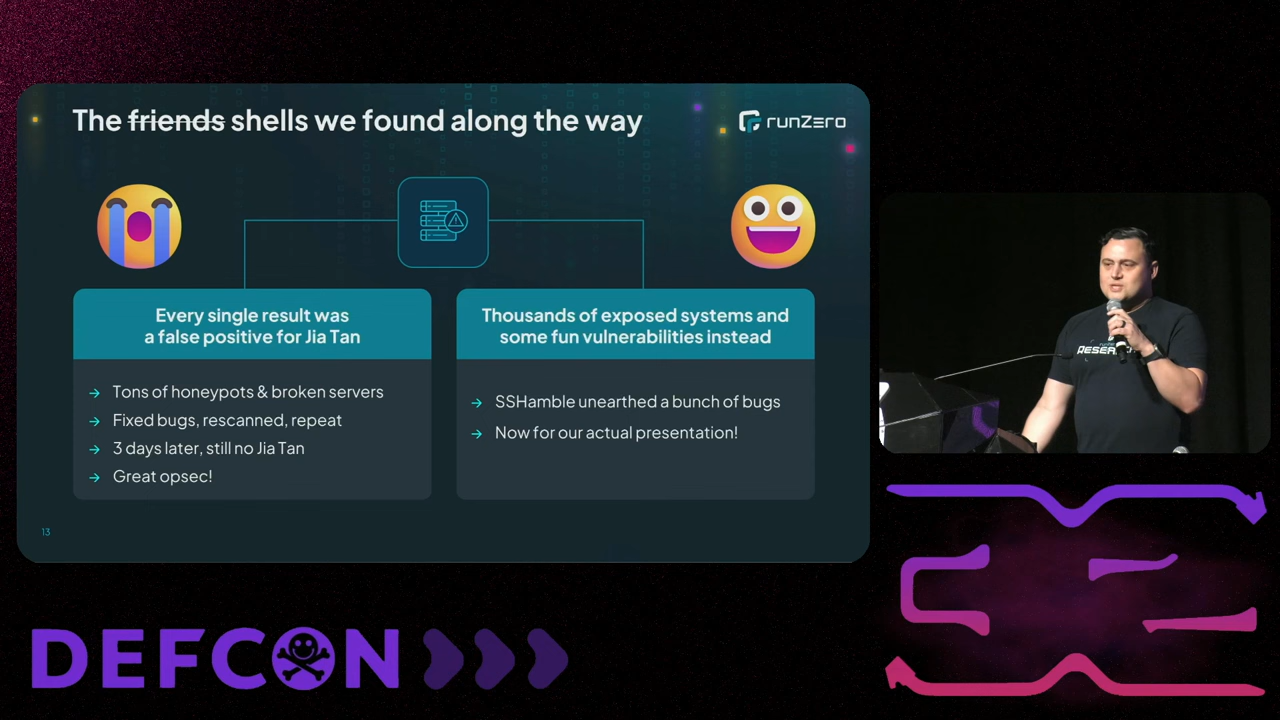 The friends shells we found along the way
runZero
Every single result was
a false positive for Jia Tan
Tons of honeypots & broken servers
Fixed bugs, rescanned, repeat
3 days later, still no Jia Tan
Great opsec!
Thousands of exposed systems and
some fun vulnerabilities instead
SSHamble unearthed a bunch of bugs
Now for our actual presentation!
13
DEFCON